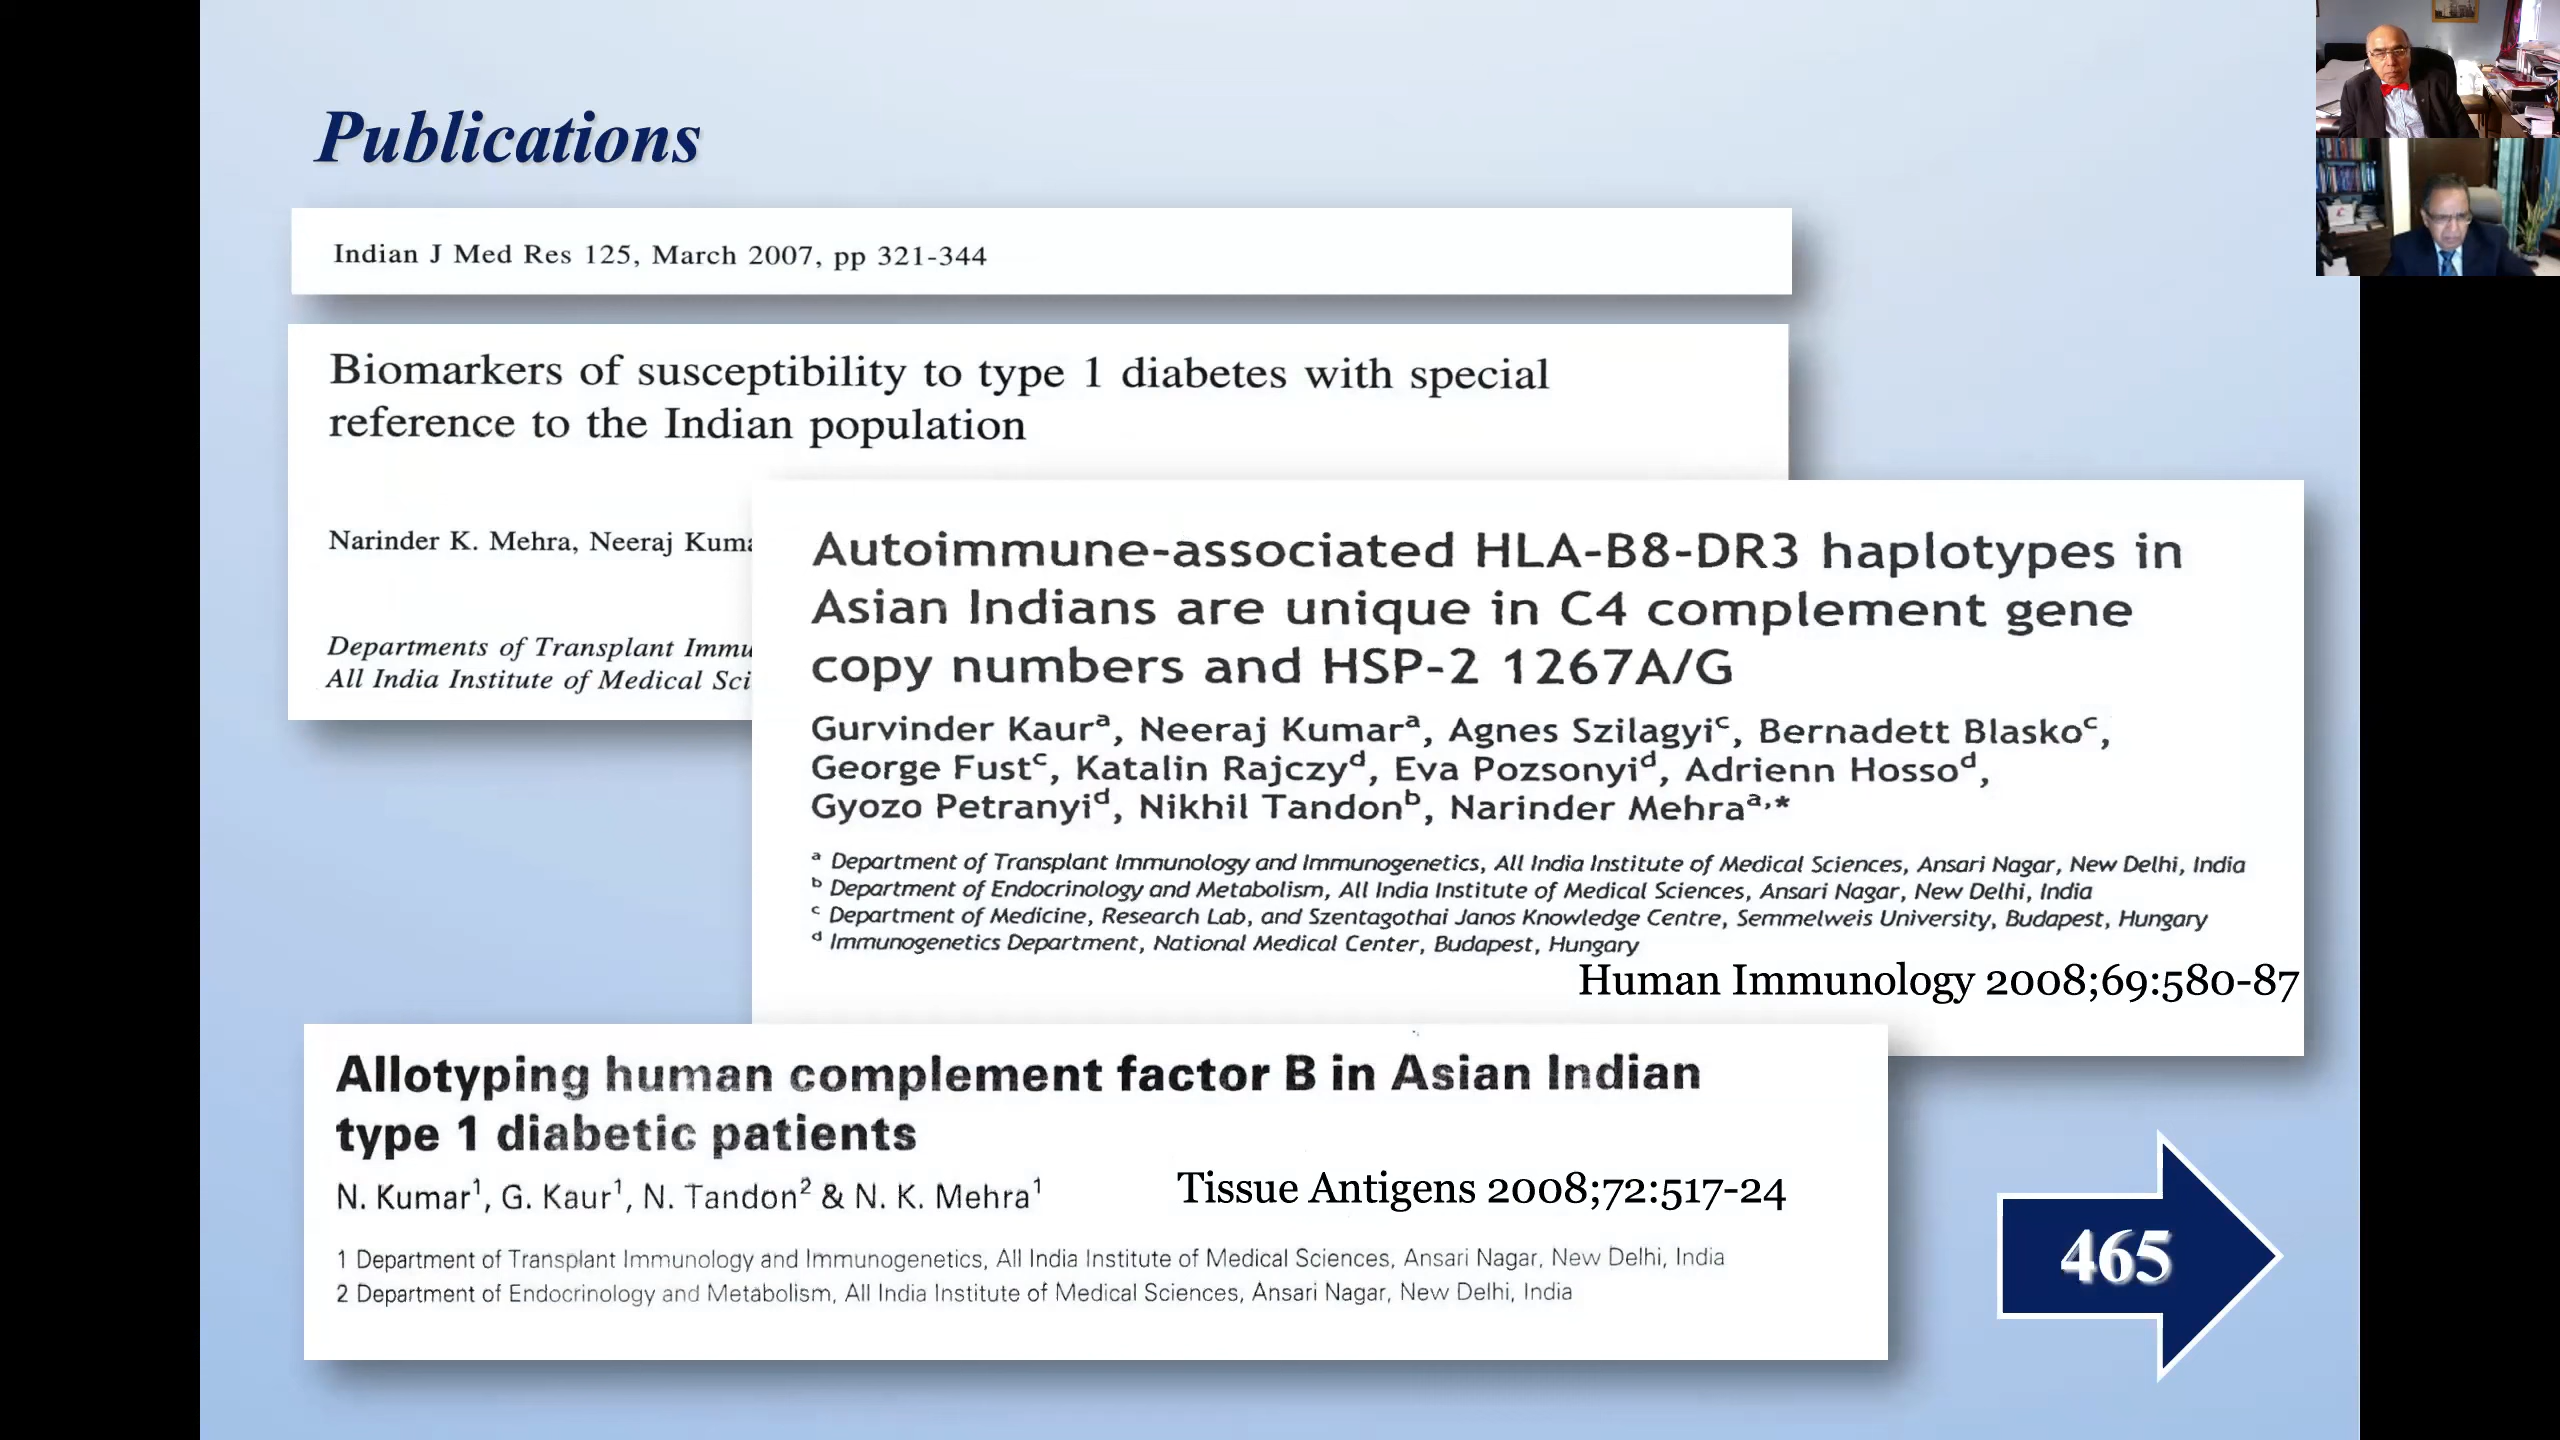 Publications
Indian J Med Res 125, March 2007, pp 321-344
Biomarkers of susceptibility to type 1 diabetes with special
reference to the Indian population
Narinder K. Mehra, Neeraj
Departments of Transplant
All India Institute of Medical
Autoimmune-associated HLA-B8-DR3 haplotypes in
Asian Indians are unique in C4 complement gene
copy numbers and HSP-2 1267A/G
Gurvinder Kaurᵃ, Neeraj Kumarᵃ, Agnes Szilagyiᶜ, Bernadett Blaskoᶜ,
George Fustᶜ, Katalin Rajczyᵈ, Eva Pozsonyiᵈ, Adrienn Hossoᵈ,
Gyozo Petranyiᵈ, Nikhil Tandonᵇ, Narinder Mehraᵃ,*
ᵃ Department of Transplant Immunology and Immunogenetics, All India Institute of Medical Sciences, Ansari Nagar, New Delhi, India
ᵇ Department of Endocrinology and Metabolism, All India Institute of Medical Sciences, Ansari Nagar, New Delhi, India
ᶜ Department of Medicine, Research Lab, and Szentagothai Janos Knowledge Centre, Semmelweis University, Budapest, Hungary
ᵈ Immunogenetics Department, National Medical Center, Budapest, Hungary
Human Immunology 2008;69:580-87
Allotyping human complement factor B in Asian Indian
type 1 diabetic patients
N. Kumar¹, G. Kaur¹, N. Tandon² & N. K. Mehra¹
Tissue Antigens 2008;72:517-24
1 Department of Transplant Immunology and Immunogenetics, All India Institute of Medical Sciences, Ansari Nagar, New Delhi, India
2 Department of Endocrinology and Metabolism, All India Institute of Medical Sciences, Ansari Nagar, New Delhi, India
465